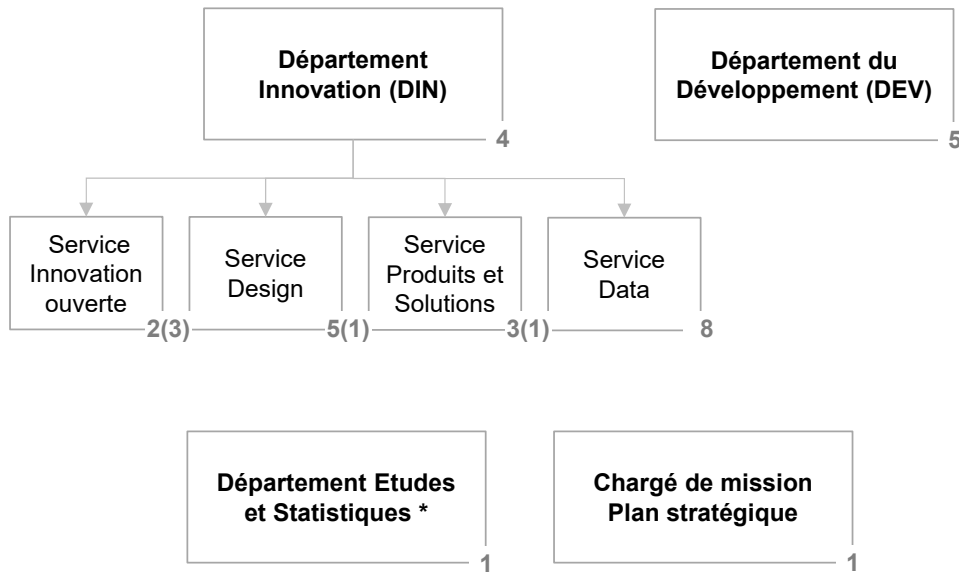 Département
Innovation (DIN)
4
Département du
Développement (DEV)
5
Service
Innovation
ouverte
2(3)
Service
Design
5(1)
Service
Produits et
Solutions
3(1)
Service
Data
8
Département Etudes
et Statistiques *
1
Chargé de mission
Plan stratégique
1